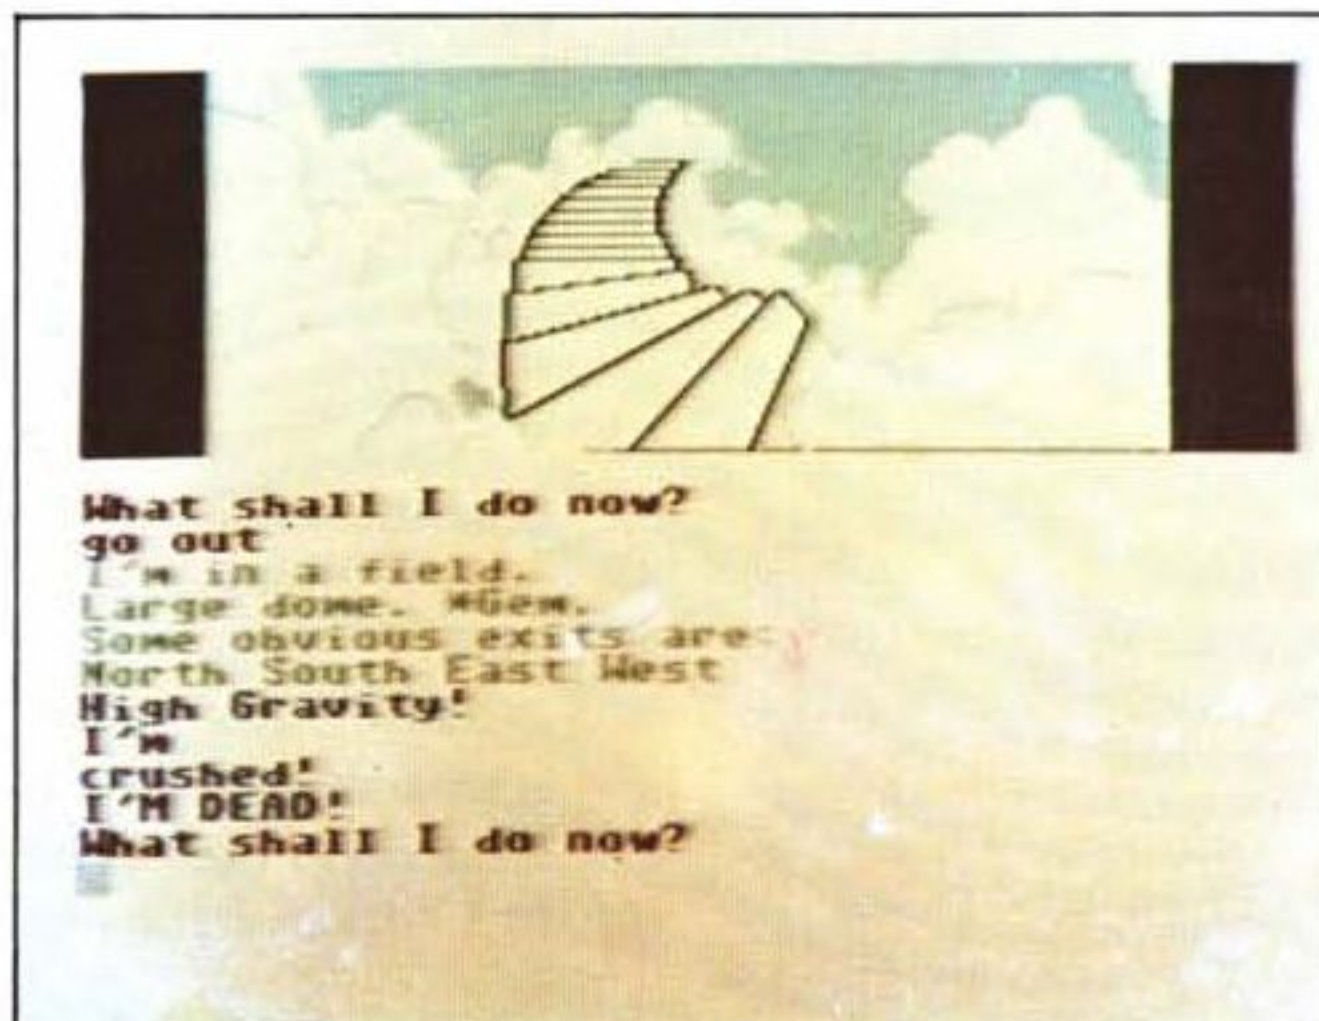 What shall I do now?
go out
I'm in a field.
Large dome. *Gem.
Some obvious exits are:
North South East West
High Gravity!
I'm
crushed!
I'M DEAD!
What shall I do now?